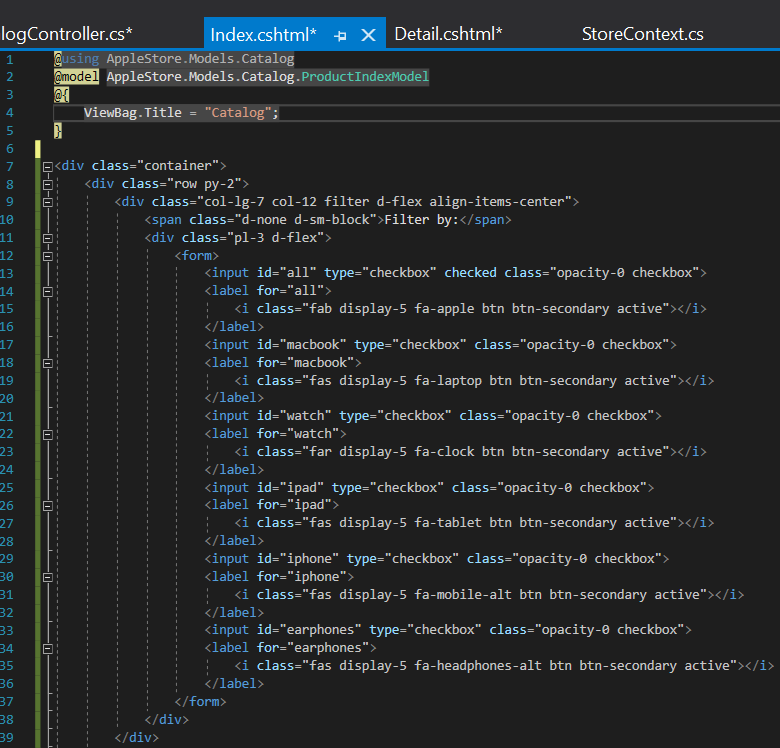 logController.cs* Index.cshtml* Detail.cshtml* StoreContext.cs
1 @using AppleStore.Models.Catalog
2 @model AppleStore.Models.Catalog.ProductIndexModel
3 @{
4 ViewBag.Title = "Catalog";
5 }
6
7 <div class="container">
8 <div class="row py-2">
9 <div class="col-lg-7 col-12 filter d-flex align-items-center">
10 <span class="d-none d-sm-block">Filter by:</span>
11 <div class="pl-3 d-flex">
12 <form>
13 <input id="all" type="checkbox" checked class="opacity-0 checkbox">
14 <label for="all">
15 <i class="fab display-5 fa-apple btn btn-secondary active"></i>
16 </label>
17 <input id="macbook" type="checkbox" class="opacity-0 checkbox">
18 <label for="macbook">
19 <i class="fas display-5 fa-laptop btn btn-secondary active"></i>
20 </label>
21 <input id="watch" type="checkbox" class="opacity-0 checkbox">
22 <label for="watch">
23 <i class="far display-5 fa-clock btn btn-secondary active"></i>
24 </label>
25 <input id="ipad" type="checkbox" class="opacity-0 checkbox">
26 <label for="ipad">
27 <i class="fas display-5 fa-tablet btn btn-secondary active"></i>
28 </label>
29 <input id="iphone" type="checkbox" class="opacity-0 checkbox">
30 <label for="iphone">
31 <i class="fas display-5 fa-mobile-alt btn btn-secondary active"></i>
32 </label>
33 <input id="earphones" type="checkbox" class="opacity-0 checkbox">
34 <label for="earphones">
35 <i class="fas display-5 fa-headphones-alt btn btn-secondary active"></i>
36 </label>
37 </form>
38 </div>
39 </div>